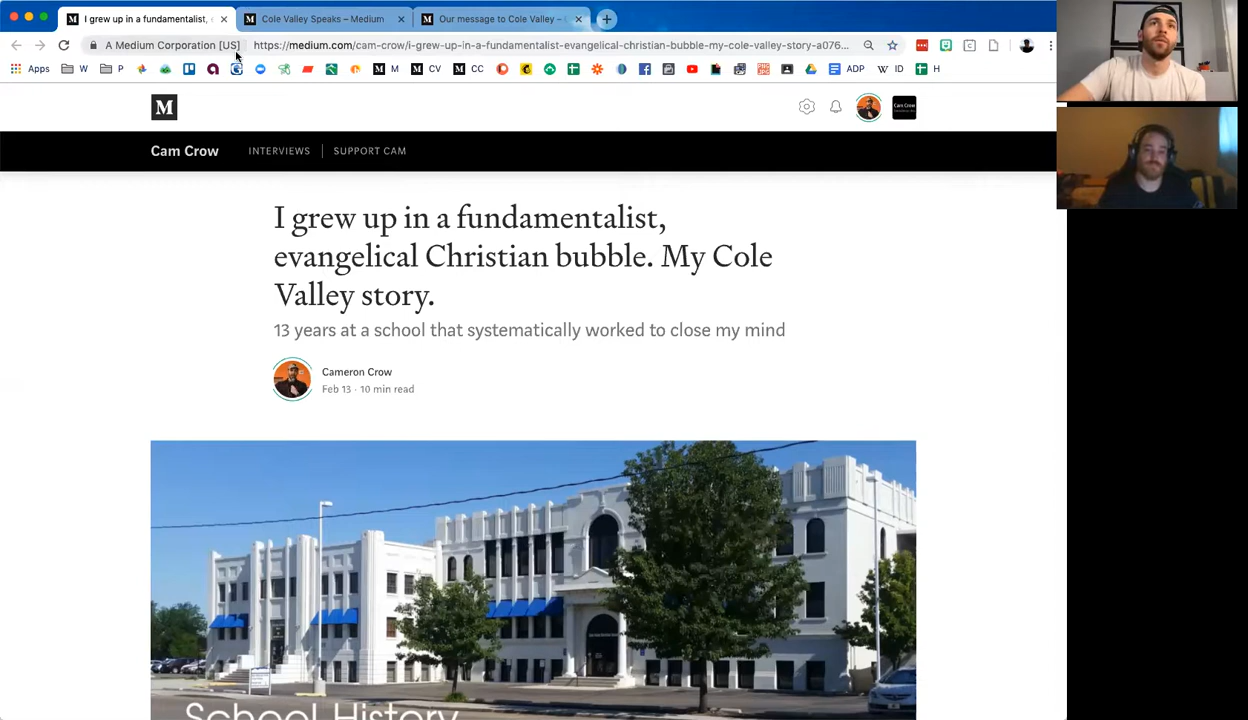 I grew up in a fundamentalist, e
Cole Valley Speaks – Medium
Our message to Cole Valley –
A Medium Corporation [US]
https://medium.com/cam-crow/i-grew-up-in-a-fundamentalist-evangelical-christian-bubble-my-cole-valley-story-a076...
Apps
W
P
M
CV
CC
ADP
ID
H
M
Cam Crow
INTERVIEWS
SUPPORT CAM
I grew up in a fundamentalist,
evangelical Christian bubble. My Cole
Valley story.
13 years at a school that systematically worked to close my mind
Cameron Crow
Feb 13 · 10 min read
School History